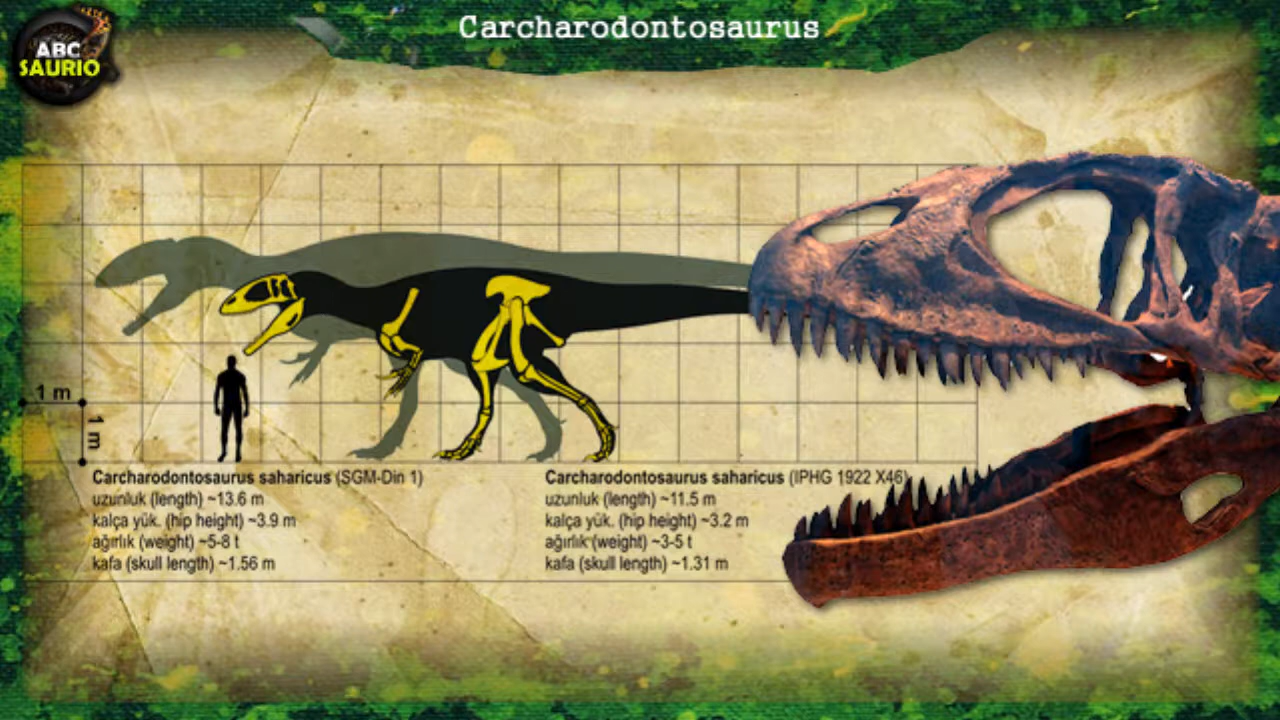 Carcharodontosaurus
ABC
SAURIO
1 m
1 m
Carcharodontosaurus saharicus (SGM-Din 1)
uzunluk (length) ~13.6 m
kalça yük. (hip height) ~3.9 m
ağırlık (weight) ~5-8 t
kafa (skull length) ~1.56 m
Carcharodontosaurus saharicus (IPHG 1922 X46)
uzunluk (length) ~11.5 m
kalça yük. (hip height) ~3.2 m
ağırlık (weight) ~3-5 t
kafa (skull length) ~1.31 m